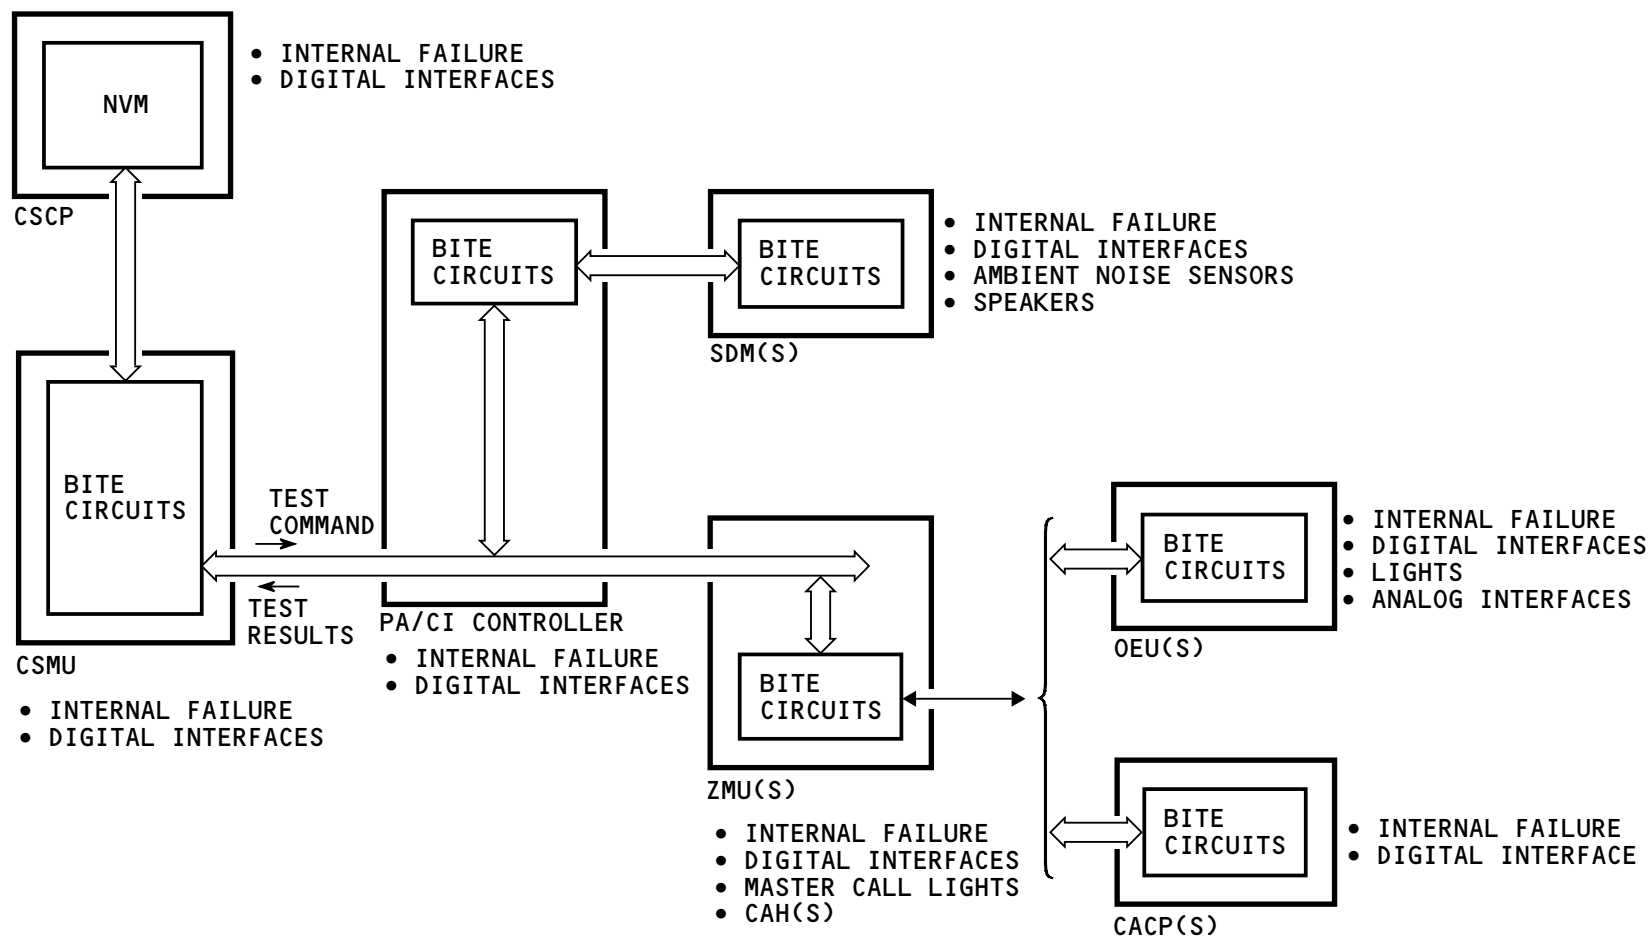 • INTERNAL FAILURE
• DIGITAL INTERFACES
NVM
CSCP
BITE
CIRCUITS
BITE
CIRCUITS
• INTERNAL FAILURE
• DIGITAL INTERFACES
• AMBIENT NOISE SENSORS
• SPEAKERS
SDM(S)
BITE
CIRCUITS
TEST
COMMAND
TEST
RESULTS
CSMU
• INTERNAL FAILURE
• DIGITAL INTERFACES
PA/CI CONTROLLER
• INTERNAL FAILURE
• DIGITAL INTERFACES
BITE
CIRCUITS
ZMU(S)
• INTERNAL FAILURE
• DIGITAL INTERFACES
• MASTER CALL LIGHTS
• CAH(S)
BITE
CIRCUITS
• INTERNAL FAILURE
• DIGITAL INTERFACES
• LIGHTS
• ANALOG INTERFACES
OEU(S)
BITE
CIRCUITS
• INTERNAL FAILURE
• DIGITAL INTERFACE
CACP(S)